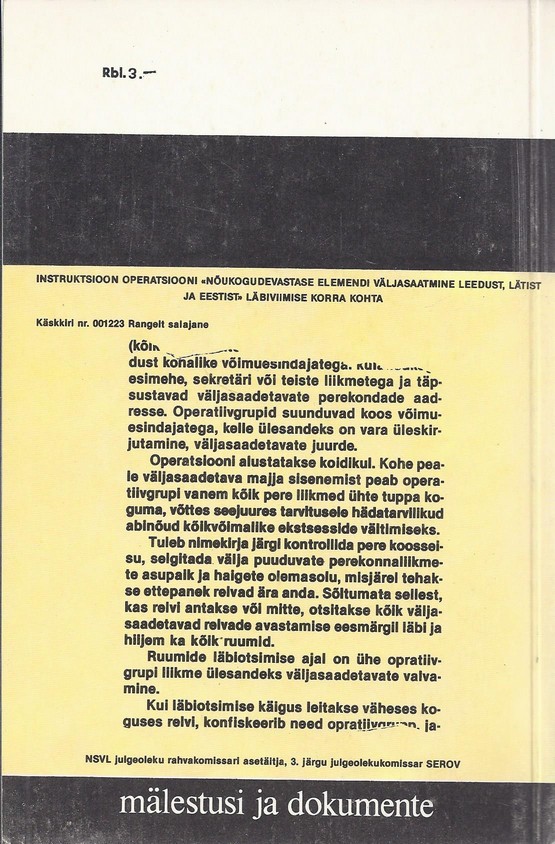 Rbl.3.—
INSTRUKTSIOON OPERATSIOONI «NÕUKOGUDEVASTASE ELEMENDI VÄLJASAATMINE LEEDUST, LÄTIST
JA EESTIST» LÄBIVIIMISE KORRA KOHTA
Käskkiri nr. 001223 Rangelt salajane
(kõik
dust kohalike võimuesindajatega.
esimehe, sekretäri või teiste liikmetega ja täp-
sustavad väljasaadetavate perekondade aad-
resse. Operatiivgrupid suunduvad koos võimu-
esindajatega, kelle ülesandeks on vara üleskir-
jutamine, väljasaadetavate juurde.
Operatsiooni alustatakse koidikul. Kohe pea-
le väljasaadetava majja sisenemist peab opera-
tiivgrupi vanem kõik pere liikmed ühte tuppa ko-
guma, võttes seejuures tarvitusele hädatarvilikud
abinõud kõikvõimalike ekstsesside vältimiseks.
Tuleb nimekirja järgi kontrollida pere koossei-
su, selgitada välja puuduvate perekonnaliikme-
te asupaik ja haigete olemasolu, misjärel tehak-
se ettepanek relvad ära anda. Sõltumata sellest,
kas relvi antakse või mitte, otsitakse kõik välja-
saadetavad relvade avastamise eesmärgil läbi ja
hiljem ka kõik ruumid.
Ruumide läbiotsimise ajal on ühe opratiiv-
grupi liikme ülesandeks väljasaadetavate valva-
mine.
Kui läbiotsimise käigus leitakse väheses ko-
guses relvi, konfiskeerib need opratiivgrupp, ja-
NSVL julgeoleku rahvakomissari asetäitja, 3. järgu julgeolekukomissar SEROV
mälestusi ja dokumente